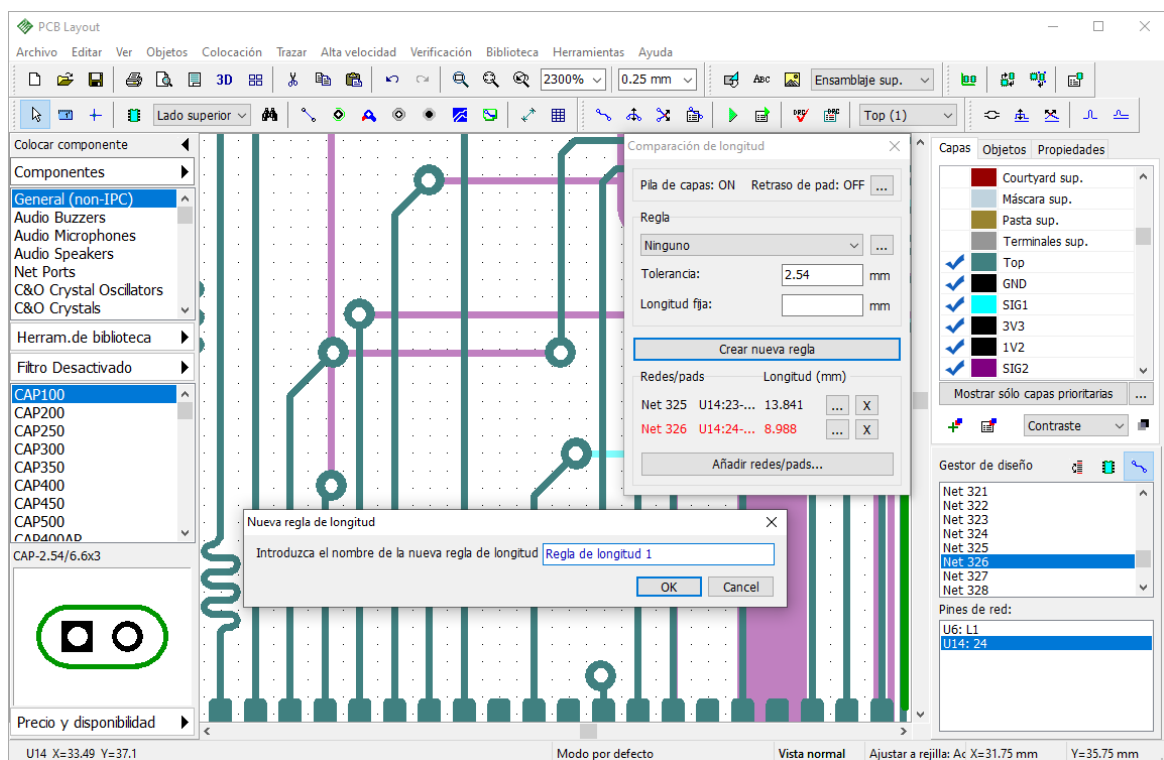 PCB Layout
Archivo Editar Ver Objetos Colocación Trazar Alta velocidad Verificación Biblioteca Herramientas Ayuda
3D 2300% 0.25 mm ABC Ensamblaje sup.
Lado superior DRC DRC Top (1)
Colocar componente
Componentes
General (non-IPC)
Audio Buzzers
Audio Microphones
Audio Speakers
Net Ports
C&O Crystal Oscillators
C&O Crystals
Herram.de biblioteca
Filtro Desactivado
CAP100
CAP200
CAP250
CAP300
CAP350
CAP400
CAP450
CAP500
CAP400AP
CAP-2.54/6.6x3
Precio y disponibilidad
Comparación de longitud
Pila de capas: ON Retraso de pad: OFF ...
Regla
Ninguno ...
Tolerancia: 2.54 mm
Longitud fija: mm
Crear nueva regla
Redes/pads Longitud (mm)
Net 325 U14:23-... 13.841 ... X
Net 326 U14:24-... 8.988 ... X
Añadir redes/pads...
Nueva regla de longitud
Introduzca el nombre de la nueva regla de longitud Regla de longitud 1
OK Cancel
Capas Objetos Propiedades
Courtyard sup.
Máscara sup.
Pasta sup.
Terminales sup.
Top
GND
SIG1
3V3
1V2
SIG2
Mostrar sólo capas prioritarias ...
Contraste
Gestor de diseño
Net 321
Net 322
Net 323
Net 324
Net 325
Net 326
Net 327
Net 328
Pines de red:
U6: L1
U14: 24
U14 X=33.49 Y=37.1 Modo por defecto Vista normal Ajustar a rejilla: Ac X=31.75 mm Y=35.75 mm